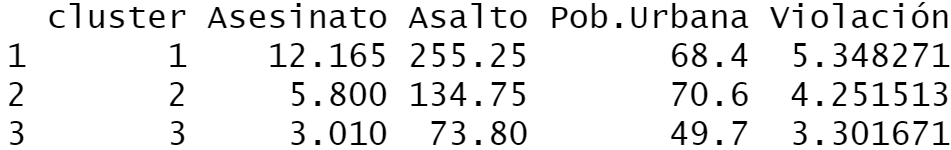 cluster Asesinato Asalto Pob.Urbana Violación
1 1 12.165 255.25 68.4 5.348271
2 2 5.800 134.75 70.6 4.251513
3 3 3.010 73.80 49.7 3.301671